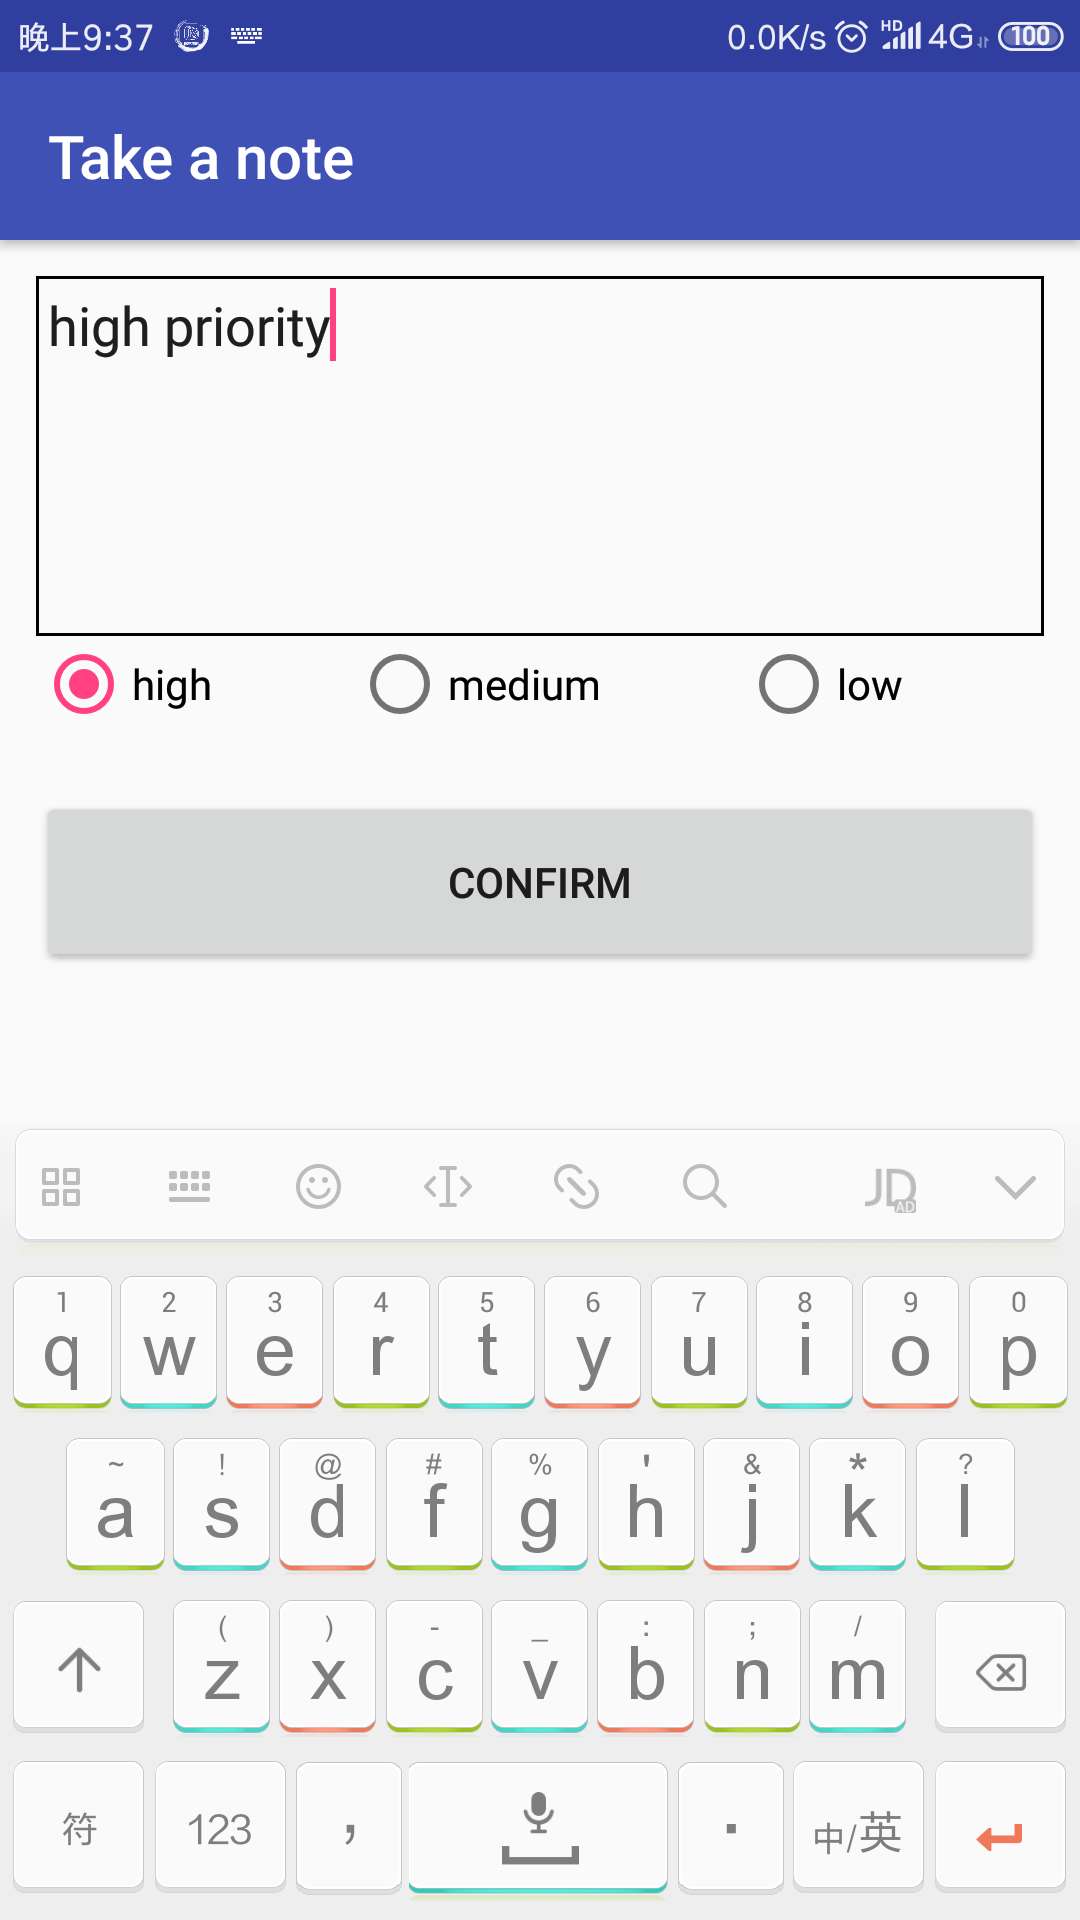 晚上9:37 0.0K/s HD 4G 100
Take a note
high priority
high medium low
CONFIRM
JD AD
1 2 3 4 5 6 7 8 9 0
q w e r t y u i o p
~ ! @ # % ' & * ?
a s d f g h j k l
( ) - _ : ; /
z x c v b n m
符 123 , . 中/英